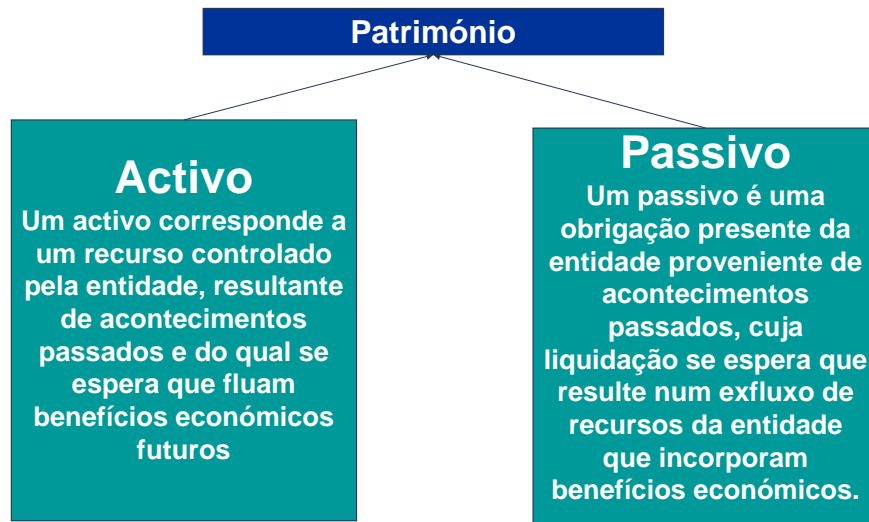 Património
Activo
Um activo corresponde a
um recurso controlado
pela entidade, resultante
de acontecimentos
passados e do qual se
espera que fluam
benefícios económicos
futuros
Passivo
Um passivo é uma
obrigação presente da
entidade proveniente de
acontecimentos
passados, cuja
liquidação se espera que
resulte num exfluxo de
recursos da entidade
que incorporam
benefícios económicos.